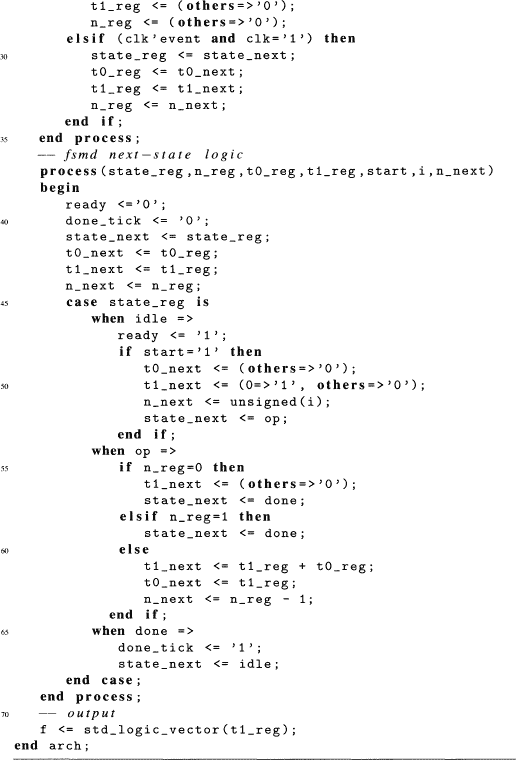 t1_reg <= (others=>'0');
n_reg <= (others=>'0');
elsif (clk'event and clk='1') then
30 state_reg <= state_next;
t0_reg <= t0_next;
t1_reg <= t1_next;
n_reg <= n_next;
end if;
35 end process;
— fsmd next-state logic
process(state_reg,n_reg,t0_reg,t1_reg,start,i,n_next)
begin
ready <='0';
40 done_tick <= '0';
state_next <= state_reg;
t0_next <= t0_reg;
t1_next <= t1_reg;
n_next <= n_reg;
45 case state_reg is
when idle =>
ready <= '1';
if start='1' then
t0_next <= (others=>'0');
50 t1_next <= (0=>'1', others=>'0');
n_next <= unsigned(i);
state_next <= op;
end if;
when op =>
55 if n_reg=0 then
t1_next <= (others=>'0');
state_next <= done;
elsif n_reg=1 then
state_next <= done;
60 else
t1_next <= t1_reg + t0_reg;
t0_next <= t1_reg;
n_next <= n_reg - 1;
end if;
65 when done =>
done_tick <= '1';
state_next <= idle;
end case;
end process;
70 — output
f <= std_logic_vector(t1_reg);
end arch;